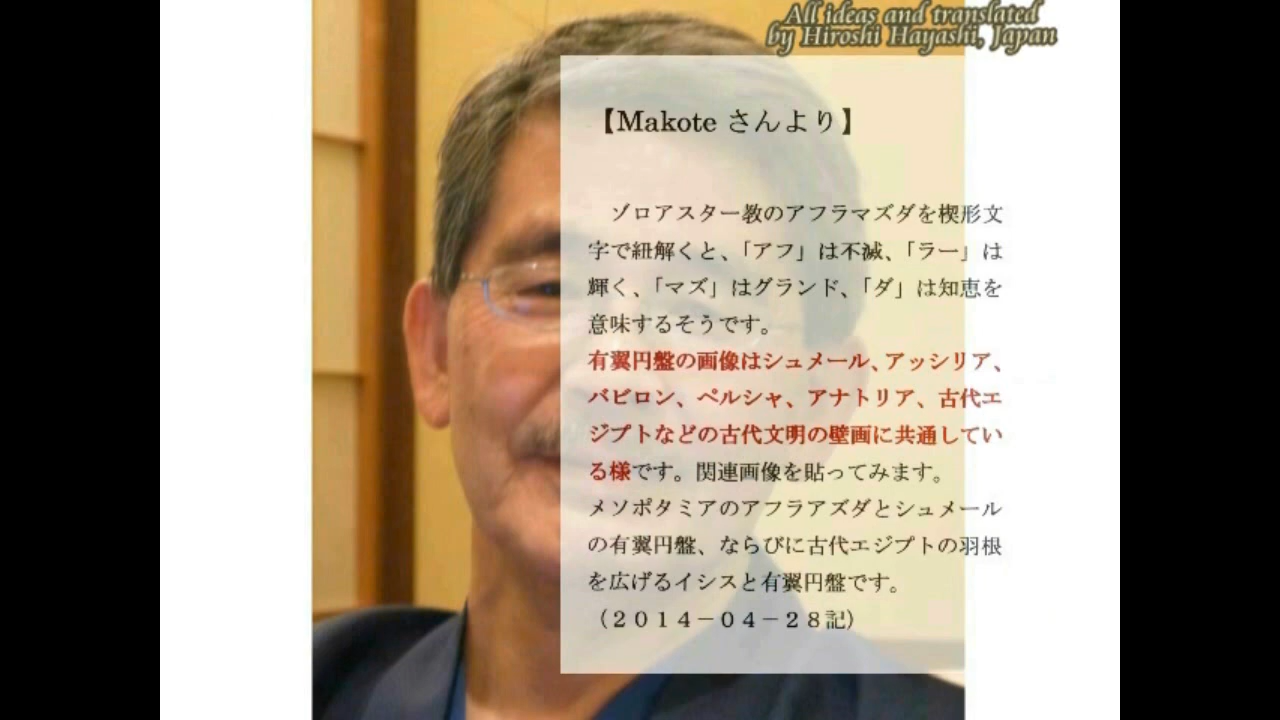 All ideas and translated
by Hiroshi Hayashi, Japan
【Makote さんより】
ゾロアスター教のアフラマズダを楔形文
字で紐解くと、「アフ」は不滅、「ラー」は
輝く、「マズ」はグランド、「ダ」は知恵を
意味するそうです。
有翼円盤の画像はシュメール、アッシリア、
バビロン、ペルシャ、アナトリア、古代エ
ジプトなどの古代文明の壁画に共通してい
る様です。関連画像を貼ってみます。
メソポタミアのアフラアズダとシュメール
の有翼円盤、ならびに古代エジプトの羽根
を広げるイシスと有翼円盤です。
（２０１４－０４－２８記）